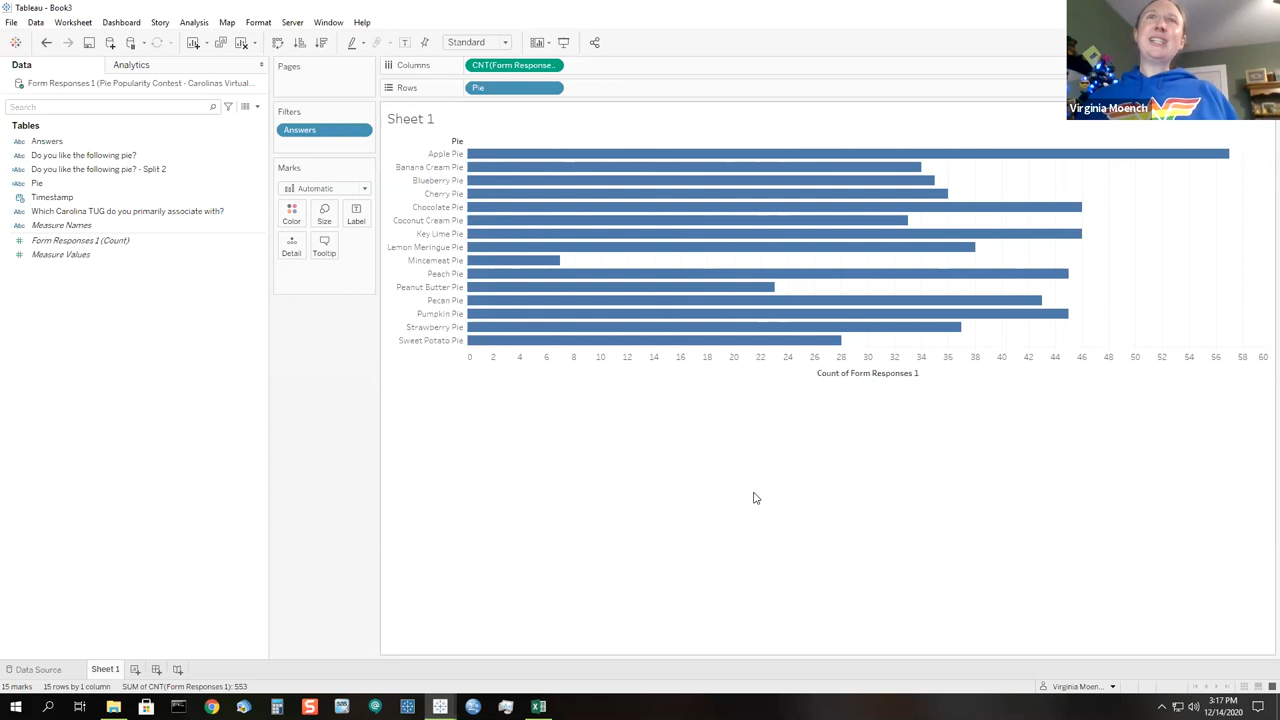 Tableau - Book3
File Data Worksheet Dashboard Story Analysis Map Format Server Window Help
Standard
Data Analytics
Form Responses 1 (Pie Popularity Contest - Carolinas Virtual...
Search
Tables
Abc Answers
Abc Do you like the following pie?
Abc Do you like the following pie? - Split 2
Abc Pie
Timestamp
Abc Which Carolina TUG do you primarily associate with?
Abc Measure Names
# Form Responses 1 (Count)
# Measure Values
Pages
Filters
Answers
Marks
Automatic
Color Size Label
Detail Tooltip
Columns CNT(Form Response..
Rows Pie
Sheet 1
Pie
Apple Pie
Banana Cream Pie
Blueberry Pie
Cherry Pie
Chocolate Pie
Coconut Cream Pie
Key Lime Pie
Lemon Meringue Pie
Mincemeat Pie
Peach Pie
Peanut Butter Pie
Pecan Pie
Pumpkin Pie
Strawberry Pie
Sweet Potato Pie
0 2 4 6 8 10 12 14 16 18 20 22 24 26 28 30 32 34 36 38 40 42 44 46 48 50 52 54 56 58 60
Count of Form Responses 1
Virginia Moench
Data Source Sheet 1
15 marks 15 rows by 1 column SUM of CNT(Form Responses 1): 553
Virginia Moen...
3:17 PM
12/14/2020